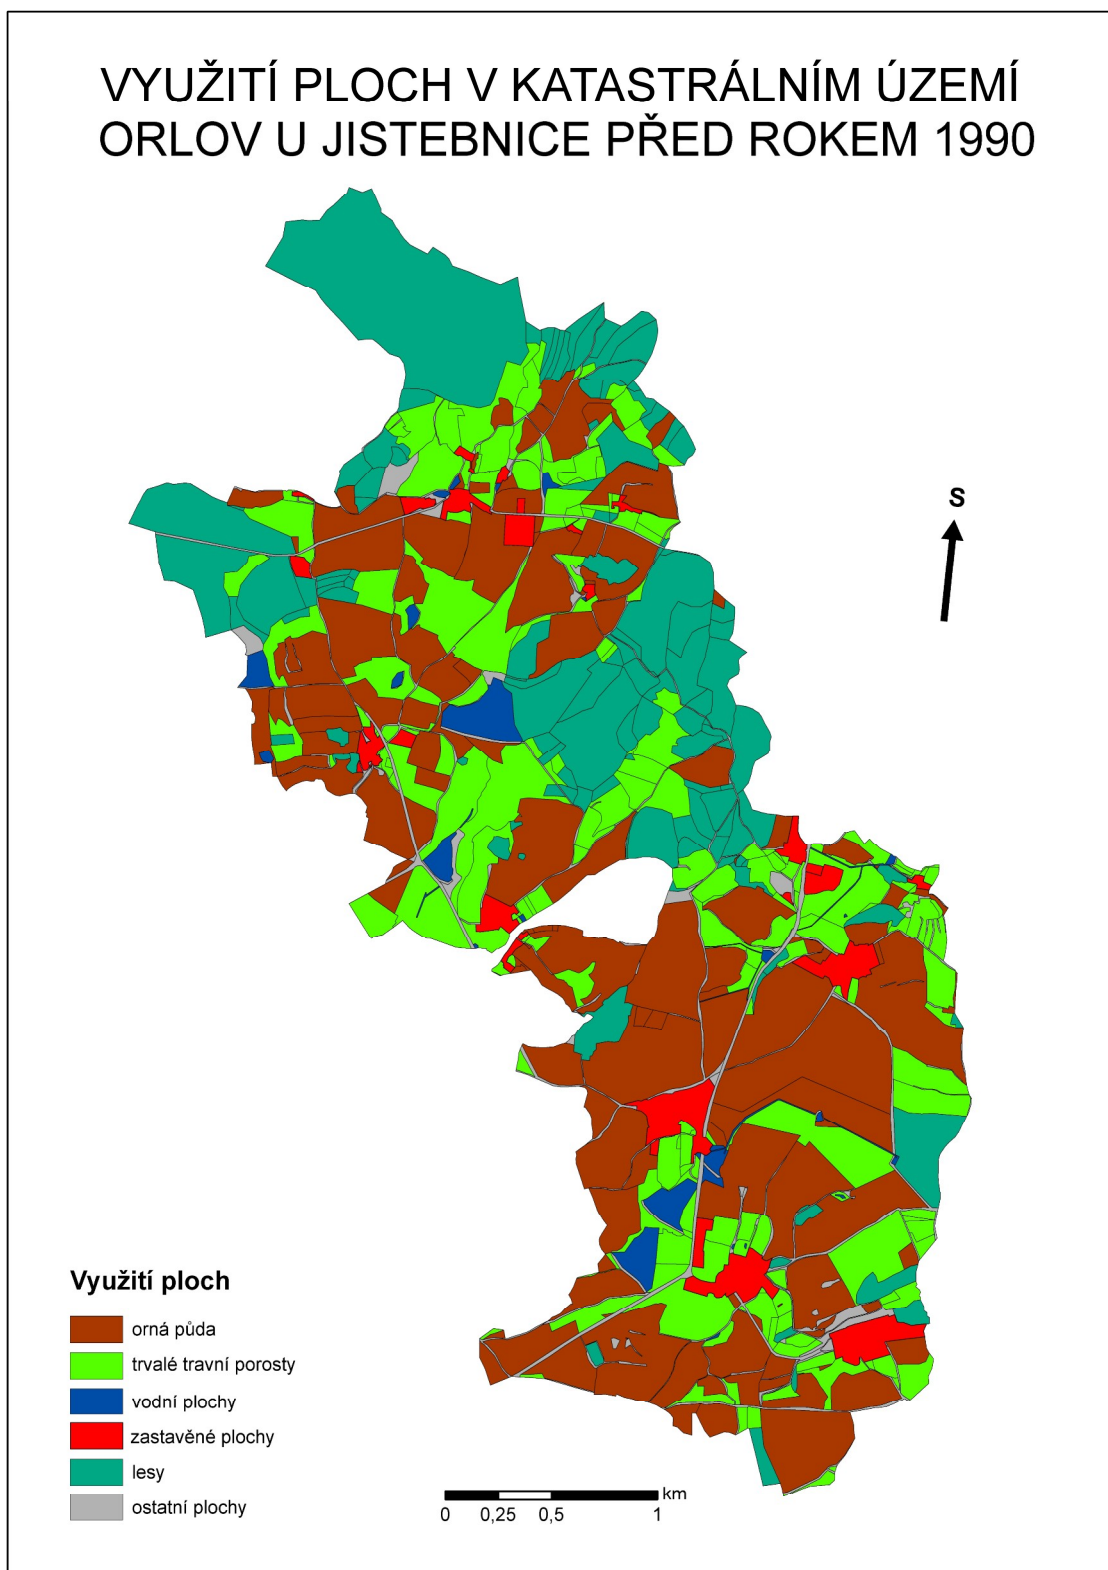 VYUŽITÍ PLOCH V KATASTRÁLNÍM ÚZEMÍ
ORLOV U JISTEBNICE PŘED ROKEM 1990
S
Využití ploch
orná půda
trvalé travní porosty
vodní plochy
zastavěné plochy
lesy
ostatní plochy
km
0 0,25 0,5 1